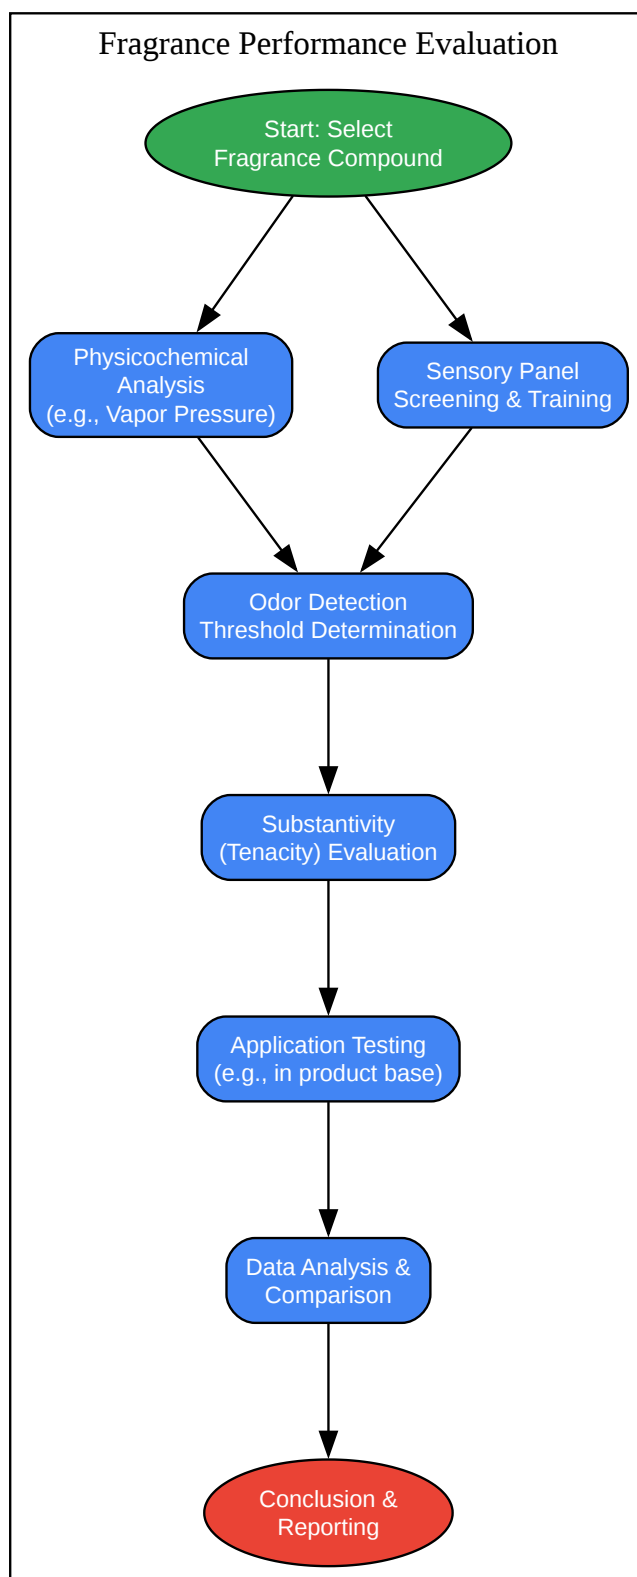 Fragrance Performance Evaluation
Start: Select
Fragrance Compound
Physicochemical
Analysis
(e.g., Vapor Pressure)
Sensory Panel
Screening & Training
Odor Detection
Threshold Determination
Substantivity
(Tenacity) Evaluation
Application Testing
(e.g., in product base)
Data Analysis &
Comparison
Conclusion &
Reporting